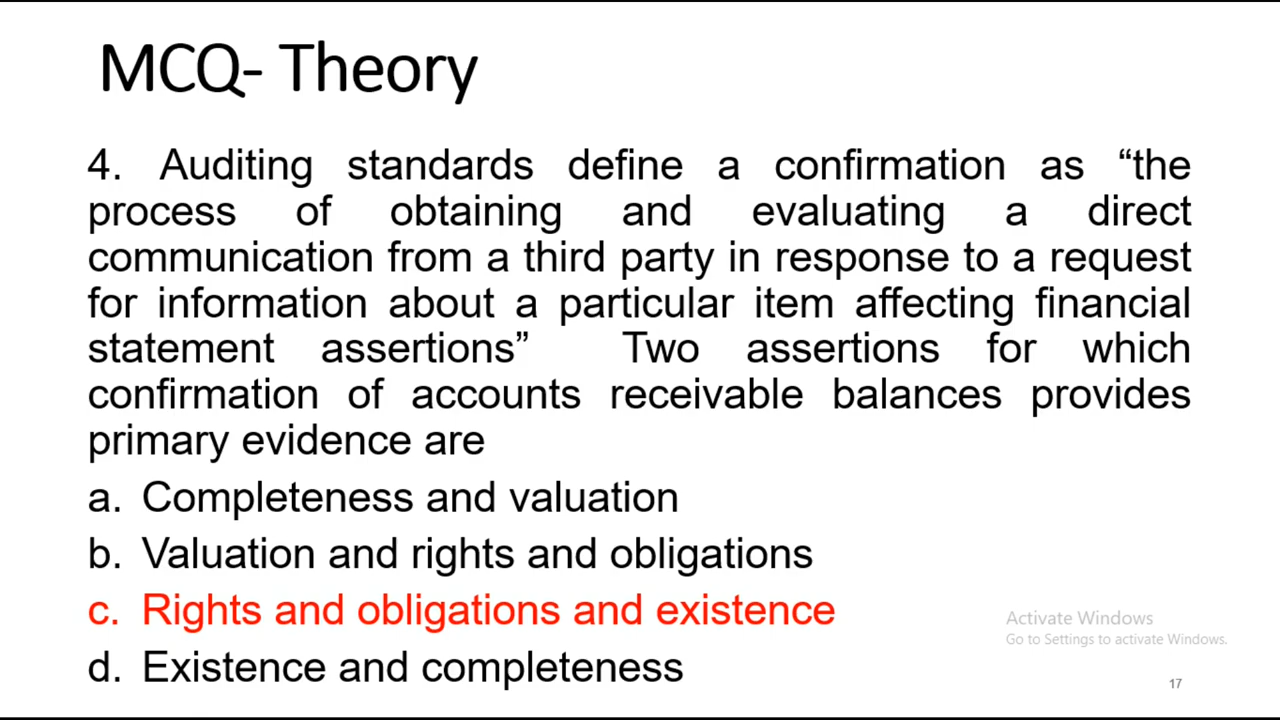 MCQ- Theory
4. Auditing standards define a confirmation as “the
process of obtaining and evaluating a direct
communication from a third party in response to a request
for information about a particular item affecting financial
statement assertions” Two assertions for which
confirmation of accounts receivable balances provides
primary evidence are
a. Completeness and valuation
b. Valuation and rights and obligations
c. Rights and obligations and existence
d. Existence and completeness
Activate Windows
Go to Settings to activate Windows.
17